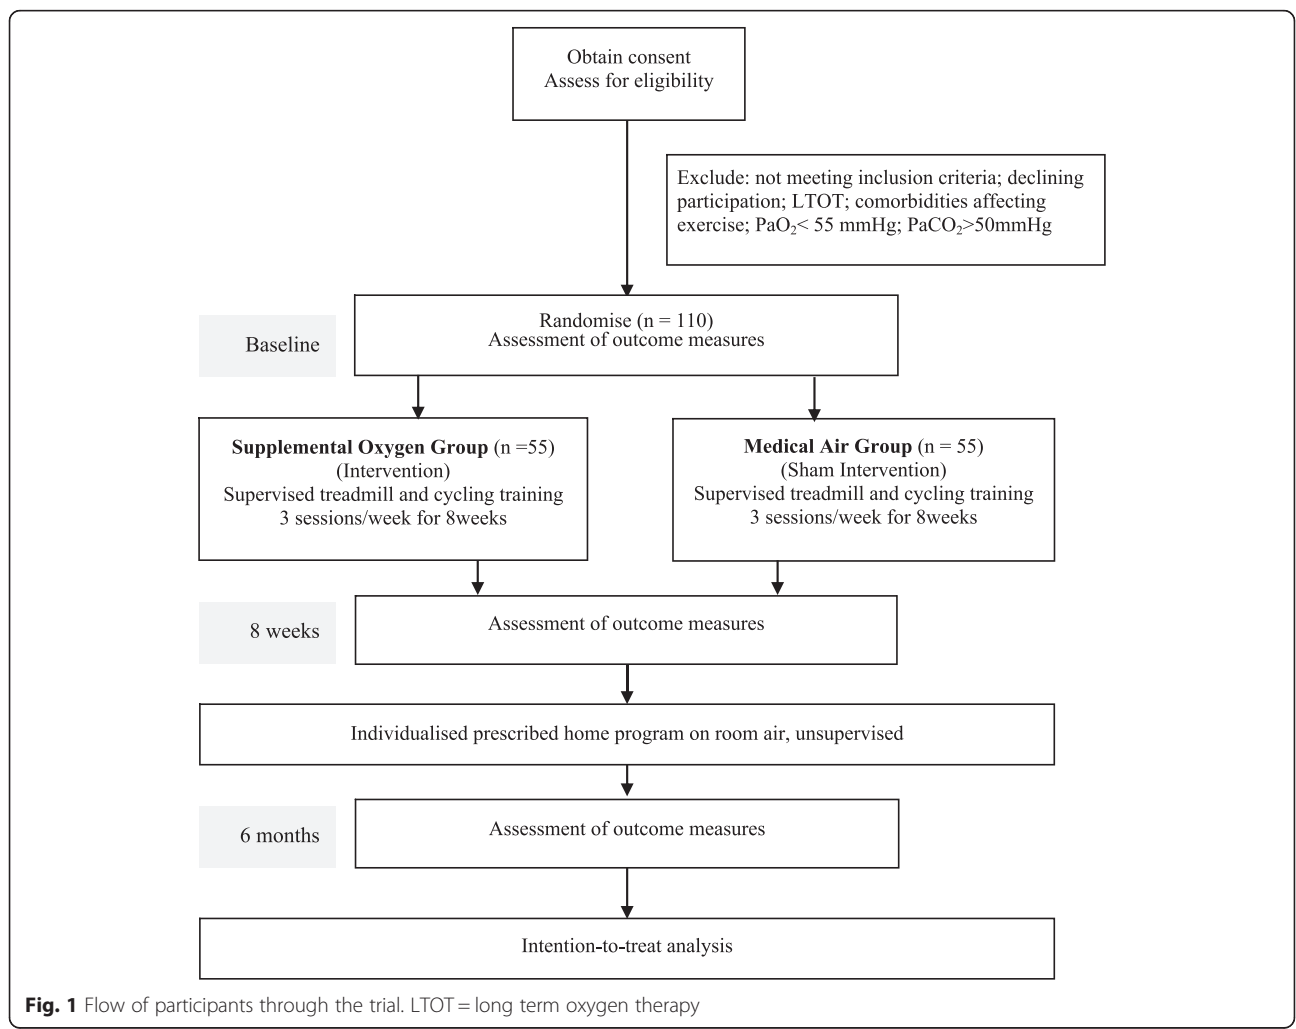 Obtain consent
Assess for eligibility
Exclude: not meeting inclusion criteria; declining
participation; LTOT; comorbidities affecting
exercise; PaO₂< 55 mmHg; PaCO₂>50mmHg
Randomise (n = 110)
Assessment of outcome measures
Baseline
Supplemental Oxygen Group (n =55)
(Intervention)
Supervised treadmill and cycling training
3 sessions/week for 8weeks
Medical Air Group (n = 55)
(Sham Intervention)
Supervised treadmill and cycling training
3 sessions/week for 8weeks
8 weeks
Assessment of outcome measures
Individualised prescribed home program on room air, unsupervised
6 months
Assessment of outcome measures
Intention-to-treat analysis
Fig. 1 Flow of participants through the trial. LTOT = long term oxygen therapy